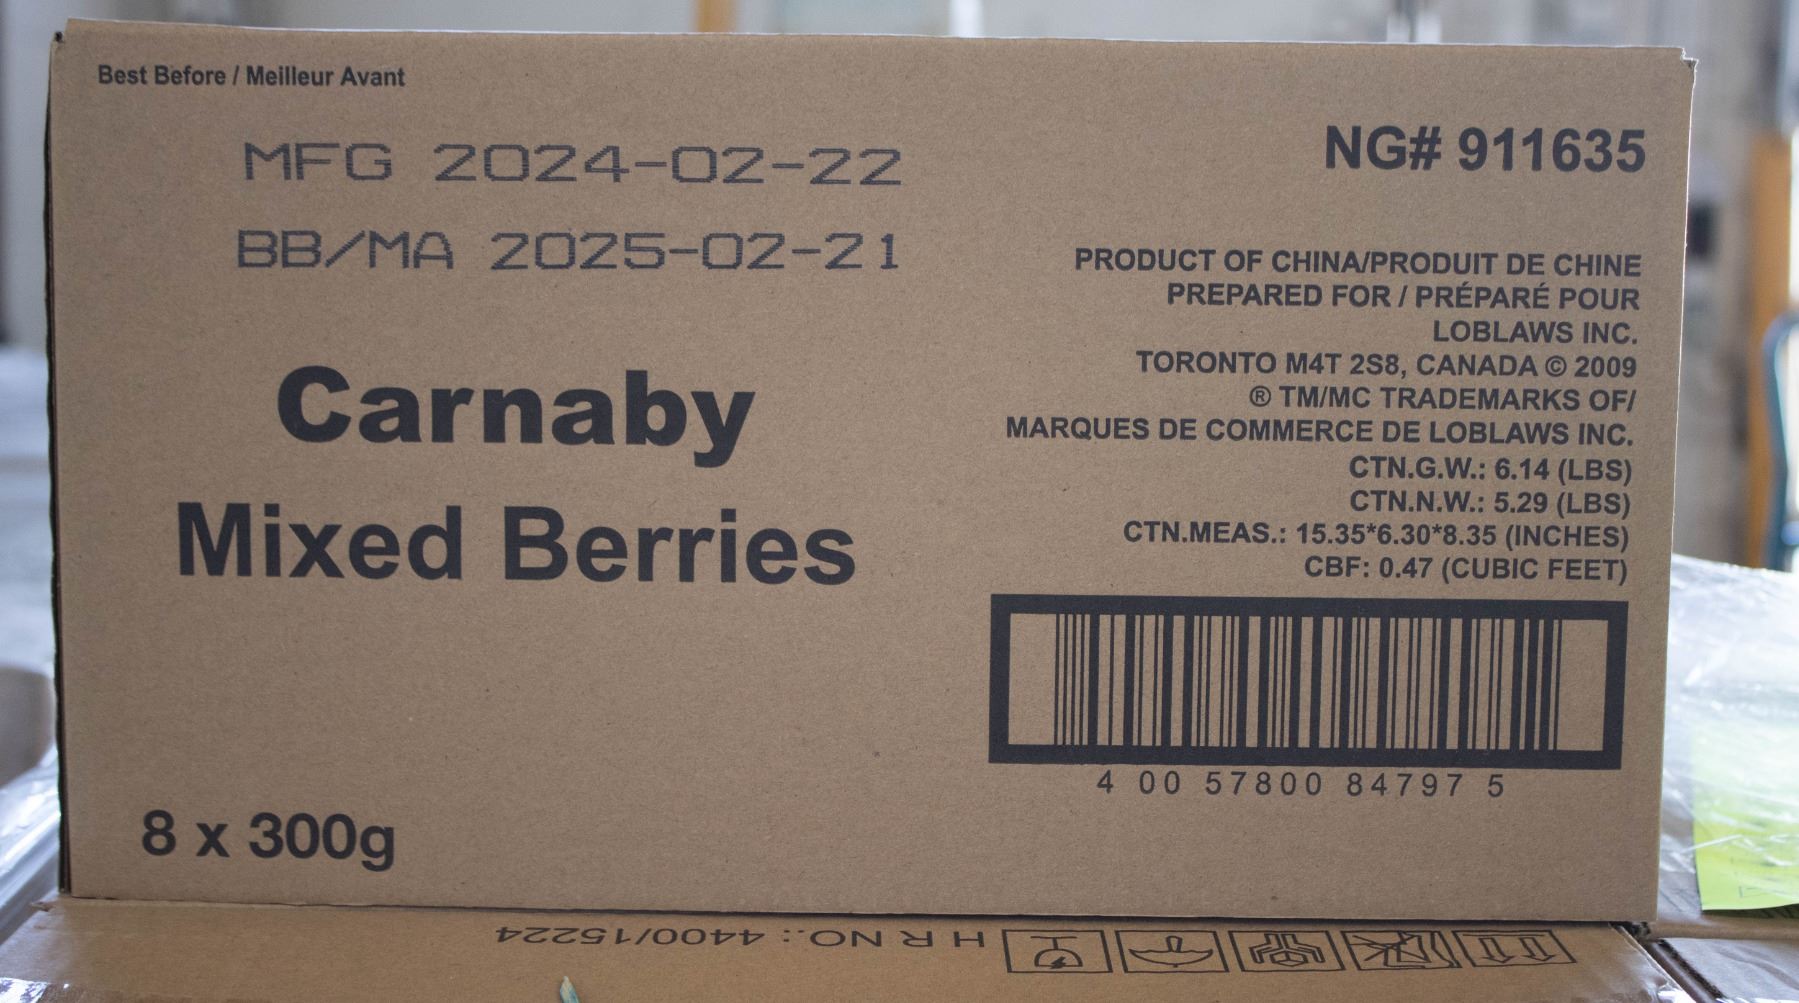 Best Before / Meilleur Avant
MFG 2024-02-22
BB/MA 2025-02-21
Carnaby
Mixed Berries
8 x 300g
NG# 911635
PRODUCT OF CHINA/PRODUIT DE CHINE
PREPARED FOR / PRÉPARÉ POUR
LOBLAWS INC.
TORONTO M4T 2S8, CANADA © 2009
® TM/MC TRADEMARKS OF/
MARQUES DE COMMERCE DE LOBLAWS INC.
CTN.G.W.: 6.14 (LBS)
CTN.N.W.: 5.29 (LBS)
CTN.MEAS.: 15.35*6.30*8.35 (INCHES)
CBF: 0.47 (CUBIC FEET)
4 00 57800 84797 5
H R NO.: 4400/15224